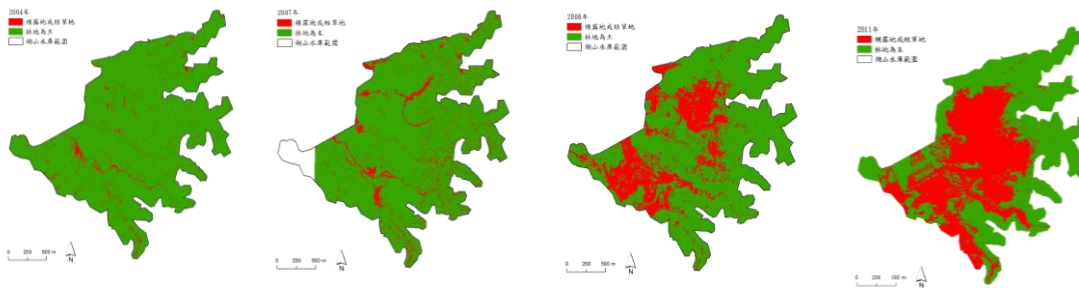 2004年
裸露地或短草地
林地為主
湖山水庫範圍
0 250 500 m
N
2007年
裸露地或短草地
林地為主
湖山水庫範圍
0 250 500 m
N
2008年
裸露地或短草地
林地為主
湖山水庫範圍
0 250 500 m
N
2011年
裸露地或短草地
林地為主
湖山水庫範圍
0 250 500 m
N